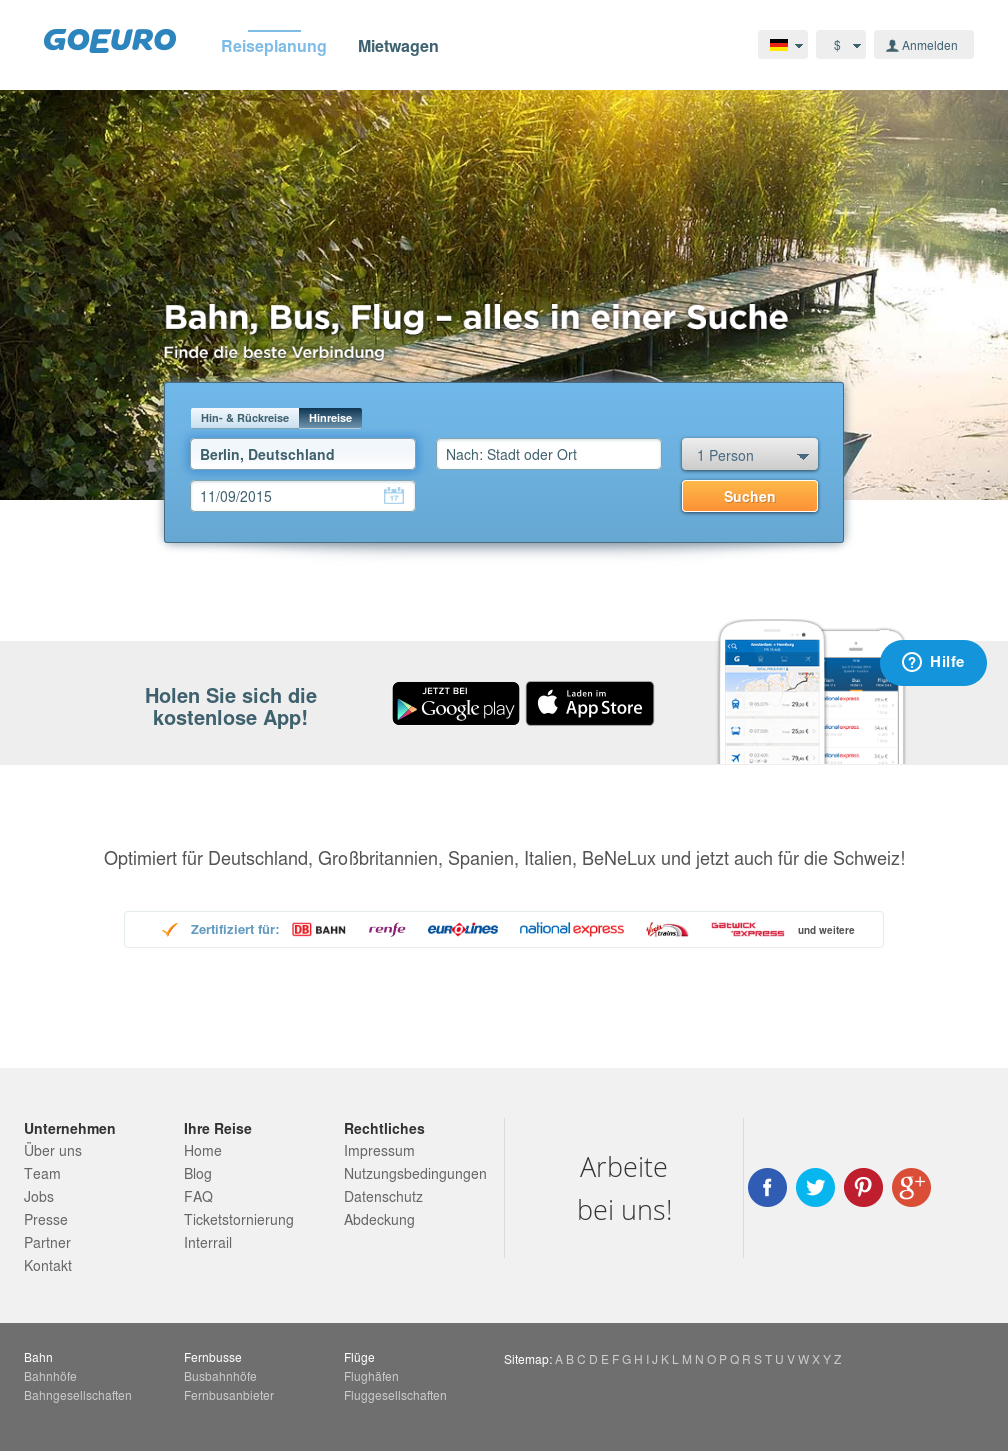 GOEURO
Reiseplanung
Mietwagen
$
Anmelden
Bahn, Bus, Flug – alles in einer Suche
Finde die beste Verbindung
Hin- & Rückreise
Hinreise
Berlin, Deutschland
Nach: Stadt oder Ort
1 Person
11/09/2015
17
Suchen
Holen Sie sich die
kostenlose App!
JETZT BEI
Google play
Laden im
App Store
Hilfe
Optimiert für Deutschland, Großbritannien, Spanien, Italien, BeNeLux und jetzt auch für die Schweiz!
Zertifiziert für:
DB BAHN
renfe
eurolines
national express
Virgin trains
Gatwick express
und weitere
Unternehmen
Über uns
Team
Jobs
Presse
Partner
Kontakt
Ihre Reise
Home
Blog
FAQ
Ticketstornierung
Interrail
Rechtliches
Impressum
Nutzungsbedingungen
Datenschutz
Abdeckung
Arbeite
bei uns!
Bahn
Bahnhöfe
Bahngesellschaften
Fernbusse
Busbahnhöfe
Fernbusanbieter
Flüge
Flughäfen
Fluggesellschaften
Sitemap: A B C D E F G H I J K L M N O P Q R S T U V W X Y Z